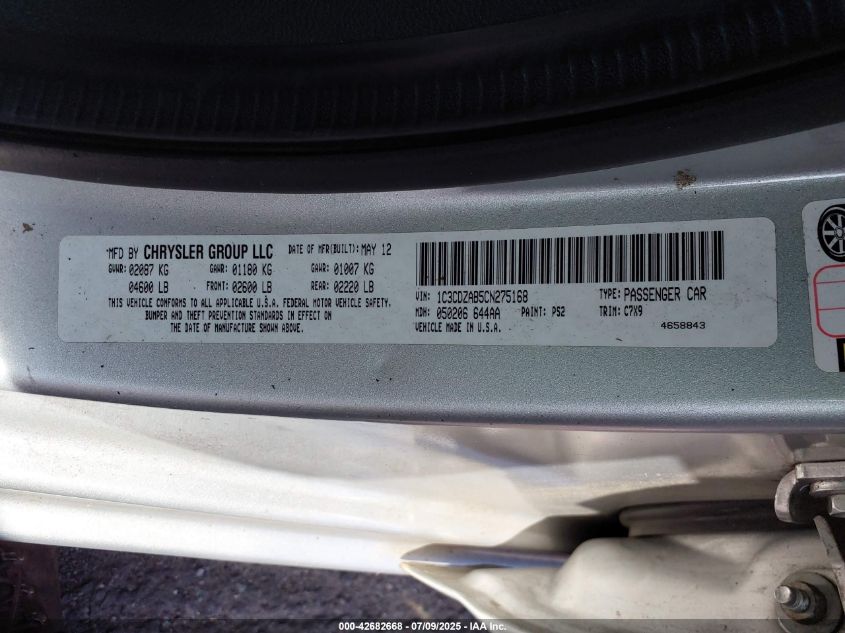 MFD BY CHRYSLER GROUP LLC DATE OF MFR(BUILT): MAY 12
GVWR: 02087 KG GAWR: 01180 KG GAWR: 01007 KG
04600 LB FRONT: 02600 LB REAR: 02220 LB
THIS VEHICLE CONFORMS TO ALL APPLICABLE U.S.A. FEDERAL MOTOR VEHICLE SAFETY,
BUMPER AND THEFT PREVENTION STANDARDS IN EFFECT ON
THE DATE OF MANUFACTURE SHOWN ABOVE.
VIN: 1C3CDZAB5CN275168 TYPE: PASSENGER CAR
MDH: 050206 644AA PAINT: PS2 TRIM: C7X9
VEHICLE MADE IN U.S.A. 4658843
000-42682668 - 07/09/2025 - IAA Inc.